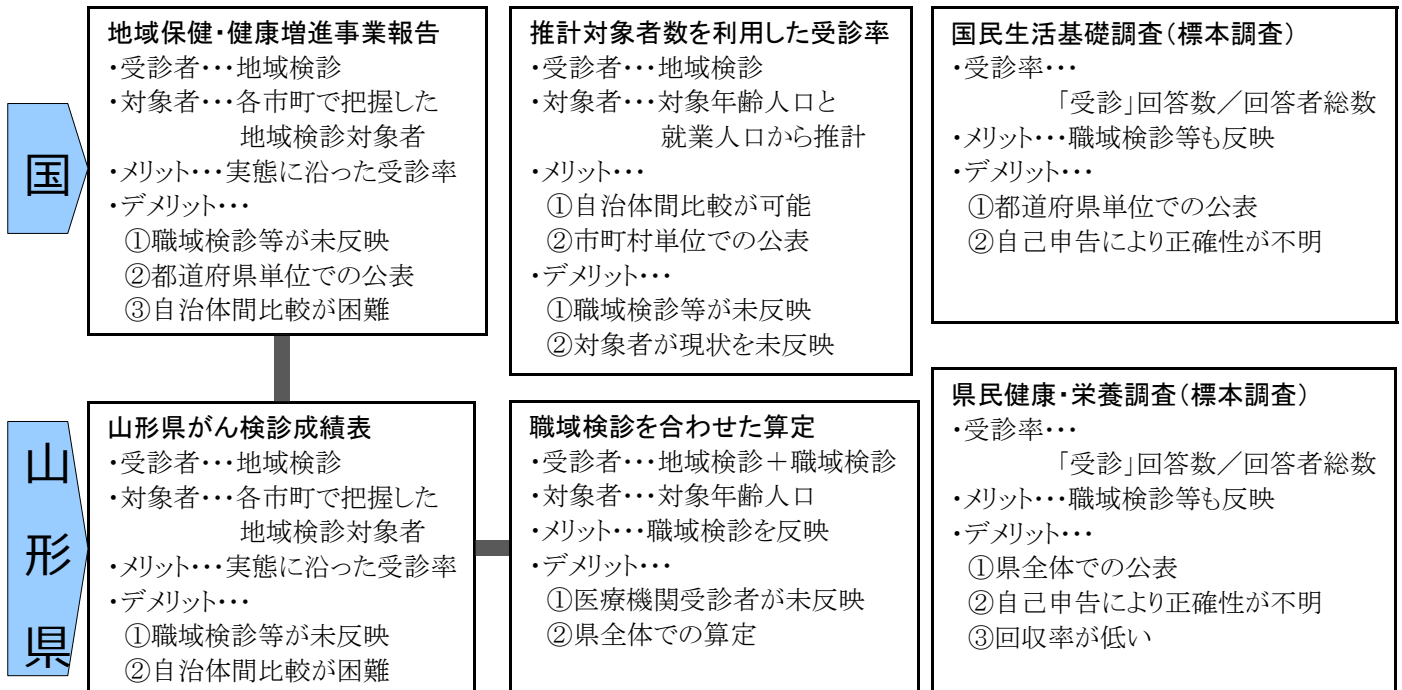 国
地域保健・健康増進事業報告
・受診者・・・地域検診
・対象者・・・各市町で把握した
地域検診対象者
・メリット・・・実態に沿った受診率
・デメリット・・・
①職域検診等が未反映
②都道府県単位での公表
③自治体間比較が困難
推計対象者数を利用した受診率
・受診者・・・地域検診
・対象者・・・対象年齢人口と
就業人口から推計
・メリット・・・
①自治体間比較が可能
②市町村単位での公表
・デメリット・・・
①職域検診等が未反映
②対象者が現状を未反映
国民生活基礎調査（標本調査）
・受診率・・・
「受診」回答数／回答者総数
・メリット・・・職域検診等も反映
・デメリット・・・
①都道府県単位での公表
②自己申告により正確性が不明
山
形
県
山形県がん検診成績表
・受診者・・・地域検診
・対象者・・・各市町で把握した
地域検診対象者
・メリット・・・実態に沿った受診率
・デメリット・・・
①職域検診等が未反映
②自治体間比較が困難
職域検診を合わせた算定
・受診者・・・地域検診＋職域検診
・対象者・・・対象年齢人口
・メリット・・・職域検診を反映
・デメリット・・・
①医療機関受診者が未反映
②県全体での算定
県民健康・栄養調査（標本調査）
・受診率・・・
「受診」回答数／回答者総数
・メリット・・・職域検診等も反映
・デメリット・・・
①県全体での公表
②自己申告により正確性が不明
③回収率が低い